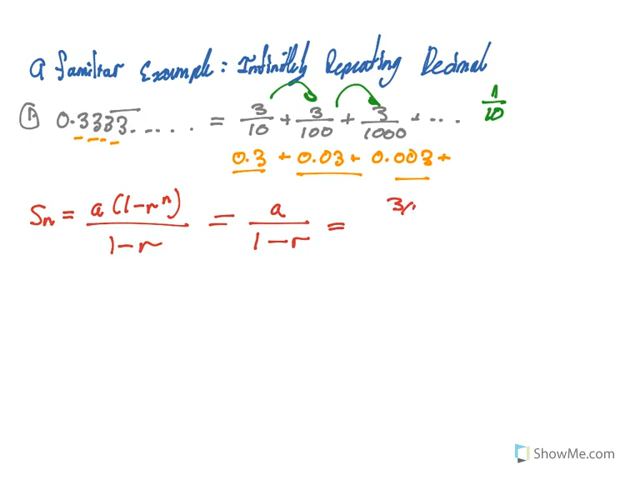 A familiar Example: Infinitely Repeating Decimal
① 0.3333..... = 3/10 + 3/100 + 3/1000 + ... 1/10
0.3 + 0.03 + 0.003 +
Sn = a(1-r^n)/1-r = a/1-r = 3/
ShowMe.com